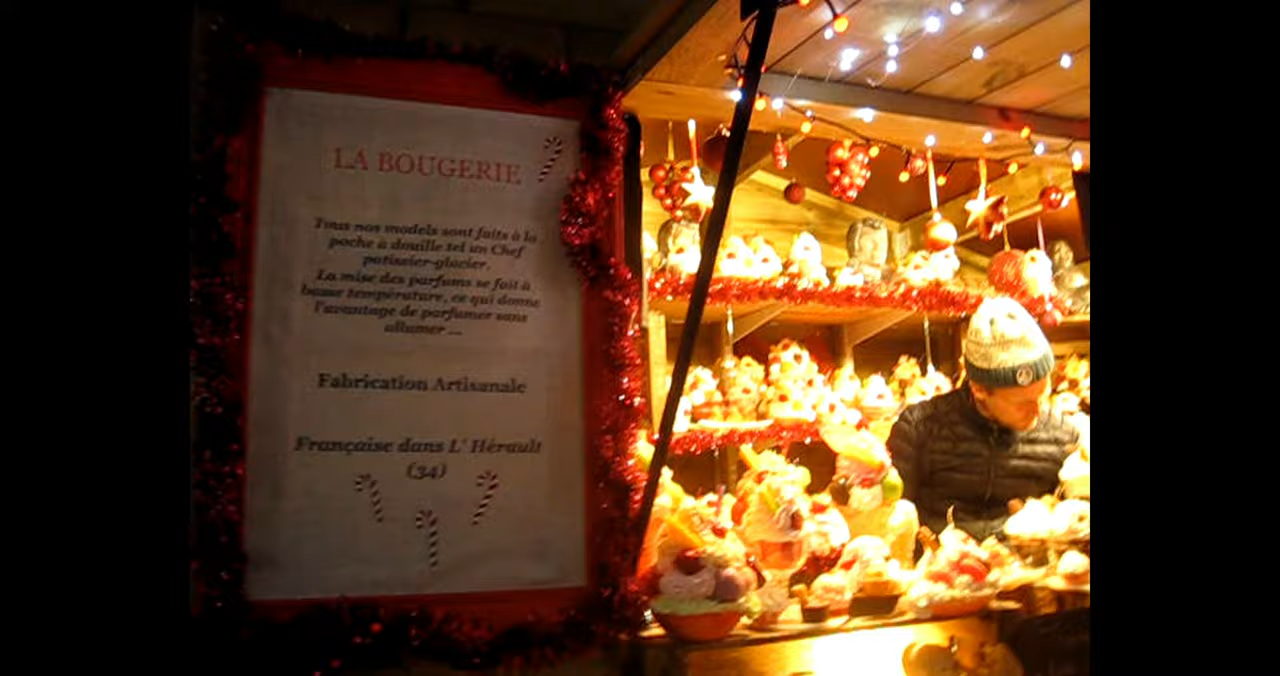 LA BOUGERIE
Tous nos models sont faits à la
poche à douille tel un Chef
patissier-glacier.
La mise des parfums se fait à
basse température, ce qui donne
l'avantage de parfumer sans
allumer ...
Fabrication Artisanale
Française dans L' Hérault
(34)